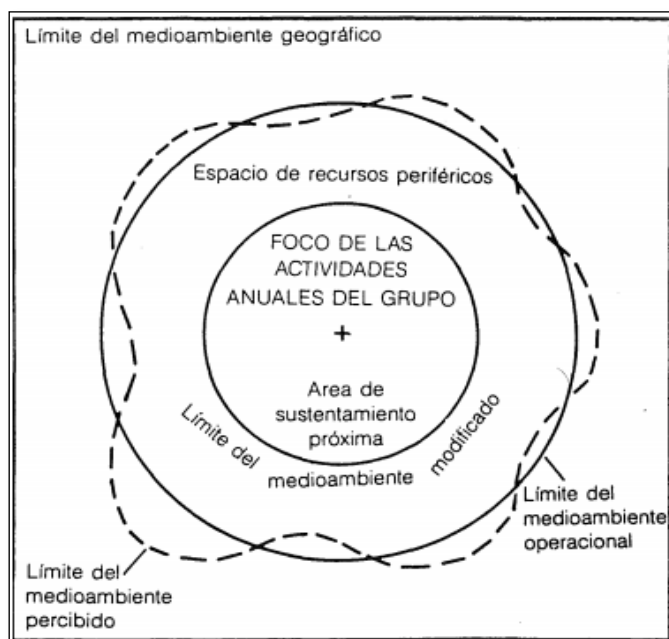 Límite del medioambiente geográfico
Espacio de recursos periféricos
FOCO DE LAS
ACTIVIDADES
ANUALES DEL GRUPO
Area de
sustentamiento
próxima
Límite del medioambiente modificado
Límite del
medioambiente
operacional
Límite del
medioambiente
percibido